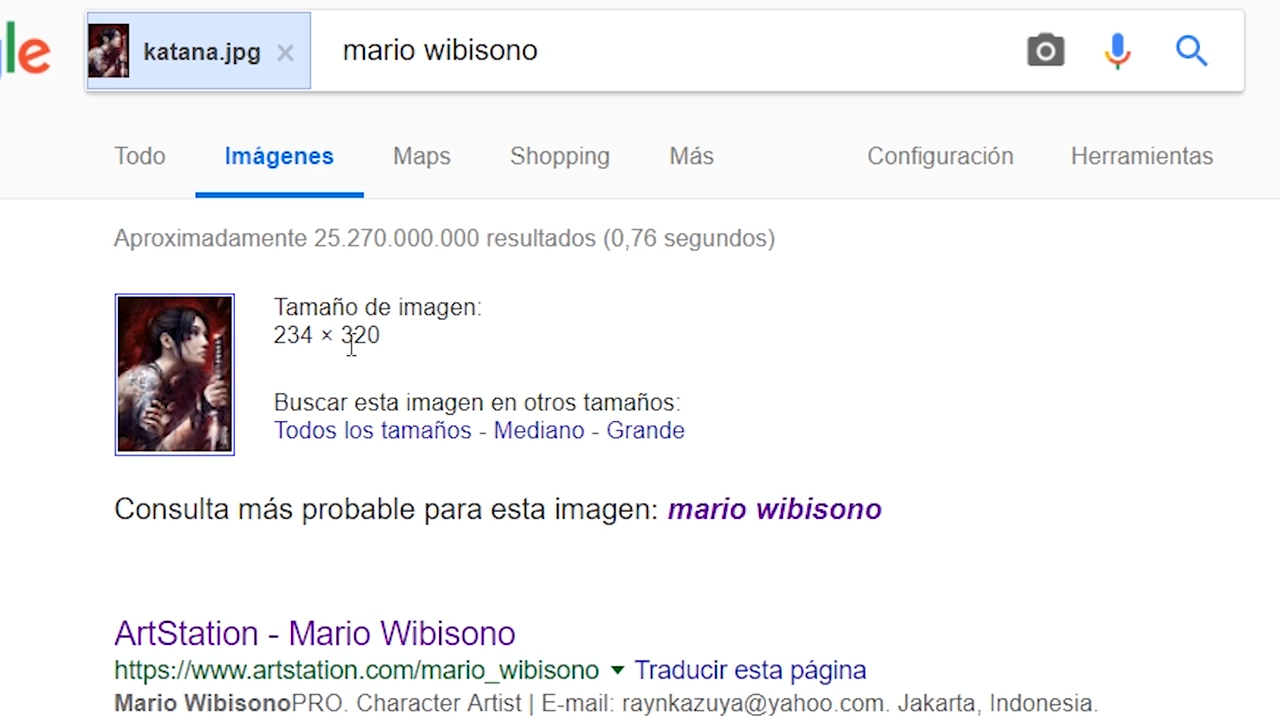 le
katana.jpg × mario wibisono
Todo Imágenes Maps Shopping Más Configuración Herramientas
Aproximadamente 25.270.000.000 resultados (0,76 segundos)
Tamaño de imagen:
234 × 320
Buscar esta imagen en otros tamaños:
Todos los tamaños - Mediano - Grande
Consulta más probable para esta imagen: mario wibisono
ArtStation - Mario Wibisono
https://www.artstation.com/mario_wibisono ▼ Traducir esta página
Mario WibisonoPRO. Character Artist | E-mail: raynkazuya@yahoo.com. Jakarta, Indonesia.